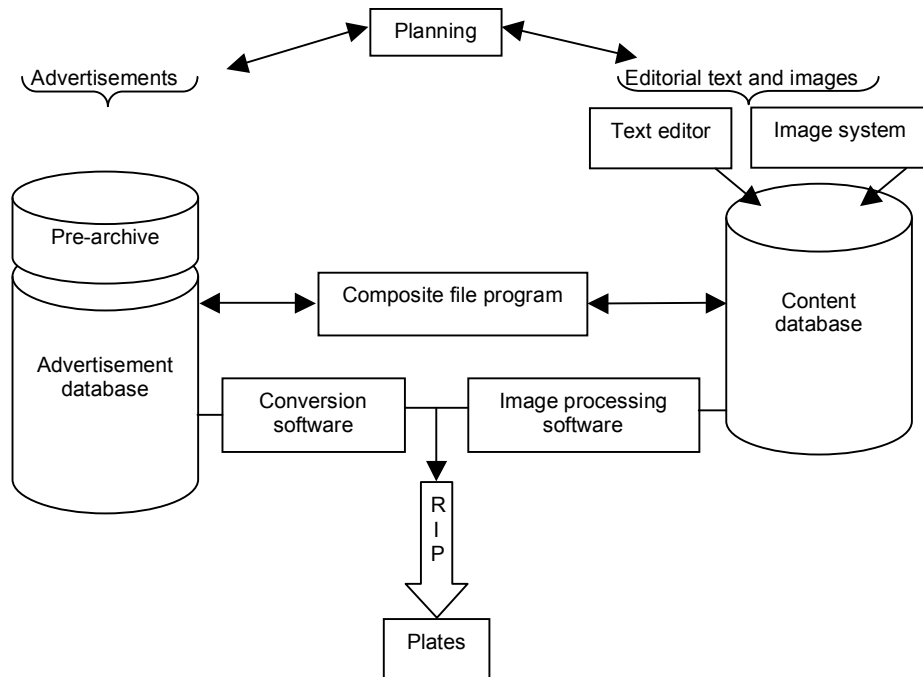 Planning
Advertisements
Editorial text and images
Text editor
Image system
Pre-archive
Composite file program
Content
database
Advertisement
database
Conversion
software
Image processing
software
R
I
P
Plates